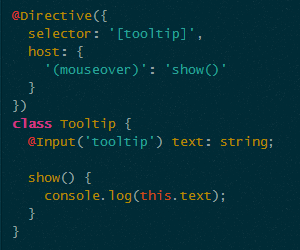 @Directive({
  selector: '[tooltip]',
  host: {
    '(mouseover)': 'show()'
  }
})
class Tooltip {
  @Input('tooltip') text: string;

  show() {
    console.log(this.text);
  }
}